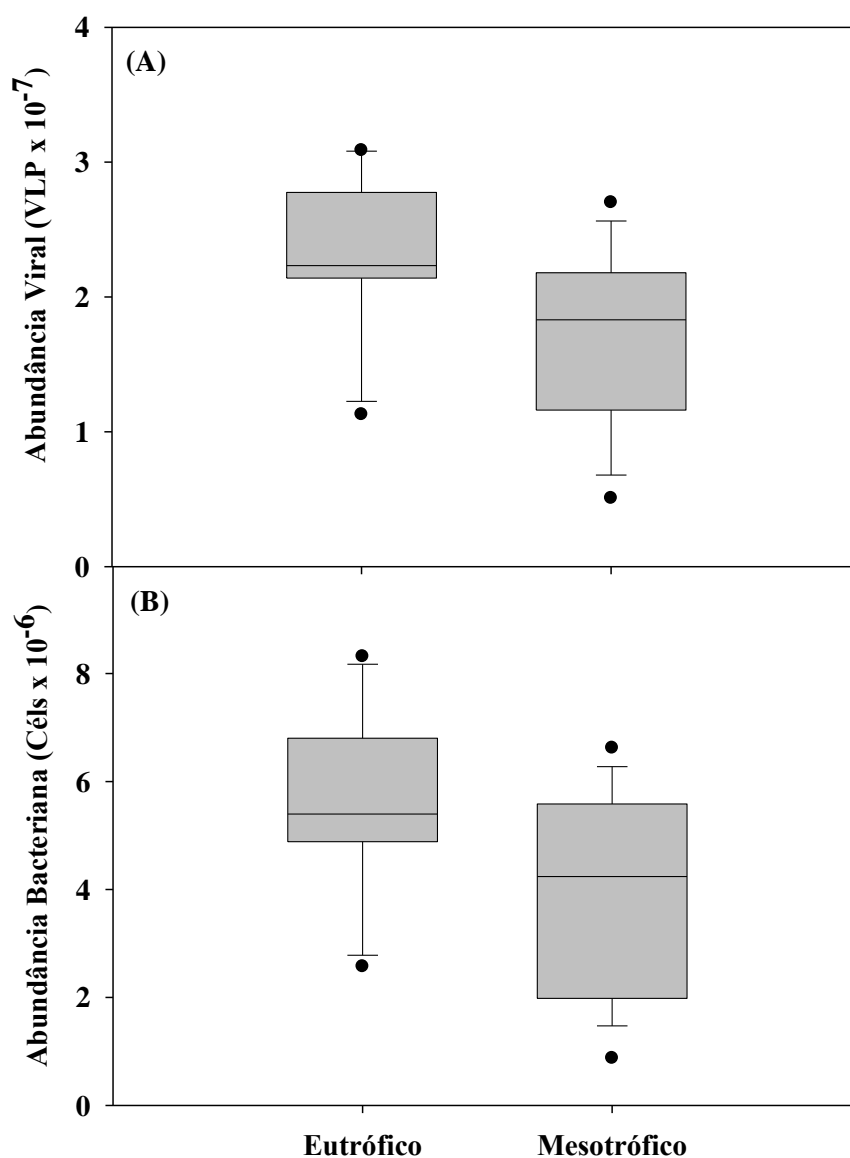 4
(A)
3
2
1
0
Abundância Viral (VLP x 10-7)
(B)
8
6
4
2
0
Abundância Bacteriana (Céls x 10-6)
Eutrófico Mesotrófico